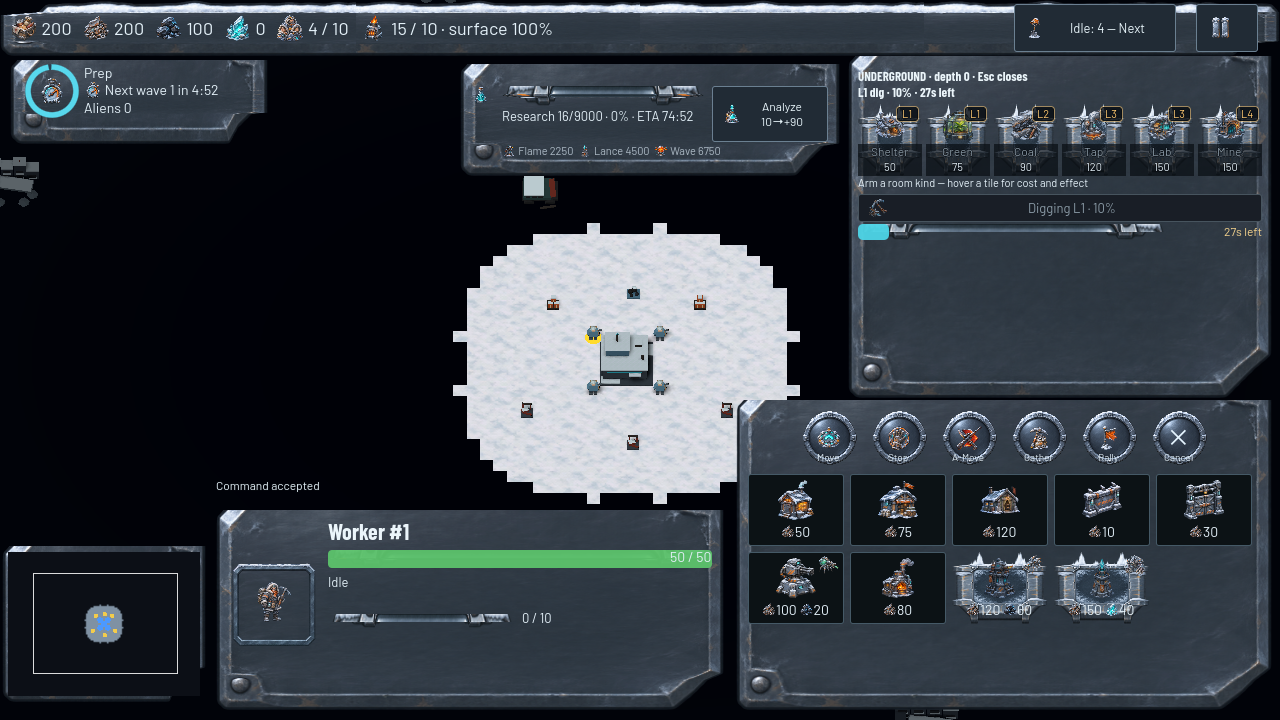 200 200 100 0 4 / 10 15 / 10 · surface 100%
Idle: 4 — Next
Prep
Next wave 1 in 4:52
Aliens 0
Research 16/9000 · 0% · ETA 74:52
Analyze
10→+90
Flame 2250 Lance 4500 Wave 6750
UNDERGROUND · depth 0 · Esc closes
L1 dig · 10% · 27s left
L1 L1 L2 L3 L3 L4
Shelter Green Coal Tap Lab Mine
50 75 90 120 150 150
Arm a room kind — hover a tile for cost and effect
Digging L1 · 10%
27s left
Command accepted
Worker #1
50 / 50
Idle
0 / 10
Move Stop A-Move Gather Rally Cancel
50 75 120 10 30
100 20 80 120 60 150 40